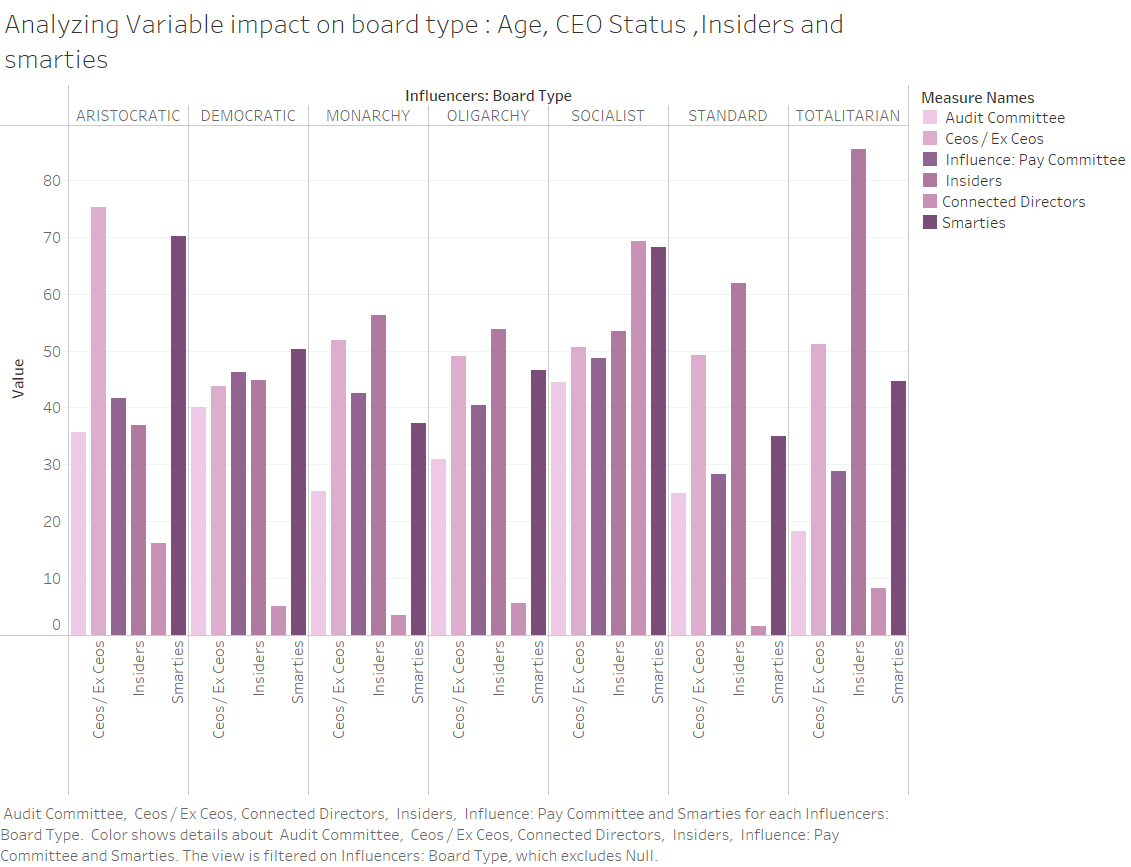 Analyzing Variable impact on board type : Age, CEO Status ,Insiders and
smarties
Influencers: Board Type
ARISTOCRATIC DEMOCRATIC MONARCHY OLIGARCHY SOCIALIST STANDARD TOTALITARIAN
Measure Names
Audit Committee
Ceos / Ex Ceos
Influence: Pay Committee
Insiders
Connected Directors
Smarties
Value
80
70
60
50
40
30
20
10
0
Ceos / Ex Ceos
Insiders
Smarties
Ceos / Ex Ceos
Insiders
Smarties
Ceos / Ex Ceos
Insiders
Smarties
Ceos / Ex Ceos
Insiders
Smarties
Ceos / Ex Ceos
Insiders
Smarties
Ceos / Ex Ceos
Insiders
Smarties
Ceos / Ex Ceos
Insiders
Smarties
Audit Committee, Ceos / Ex Ceos, Connected Directors, Insiders, Influence: Pay Committee and Smarties for each Influencers:
Board Type. Color shows details about Audit Committee, Ceos / Ex Ceos, Connected Directors, Insiders, Influence: Pay
Committee and Smarties. The view is filtered on Influencers: Board Type, which excludes Null.